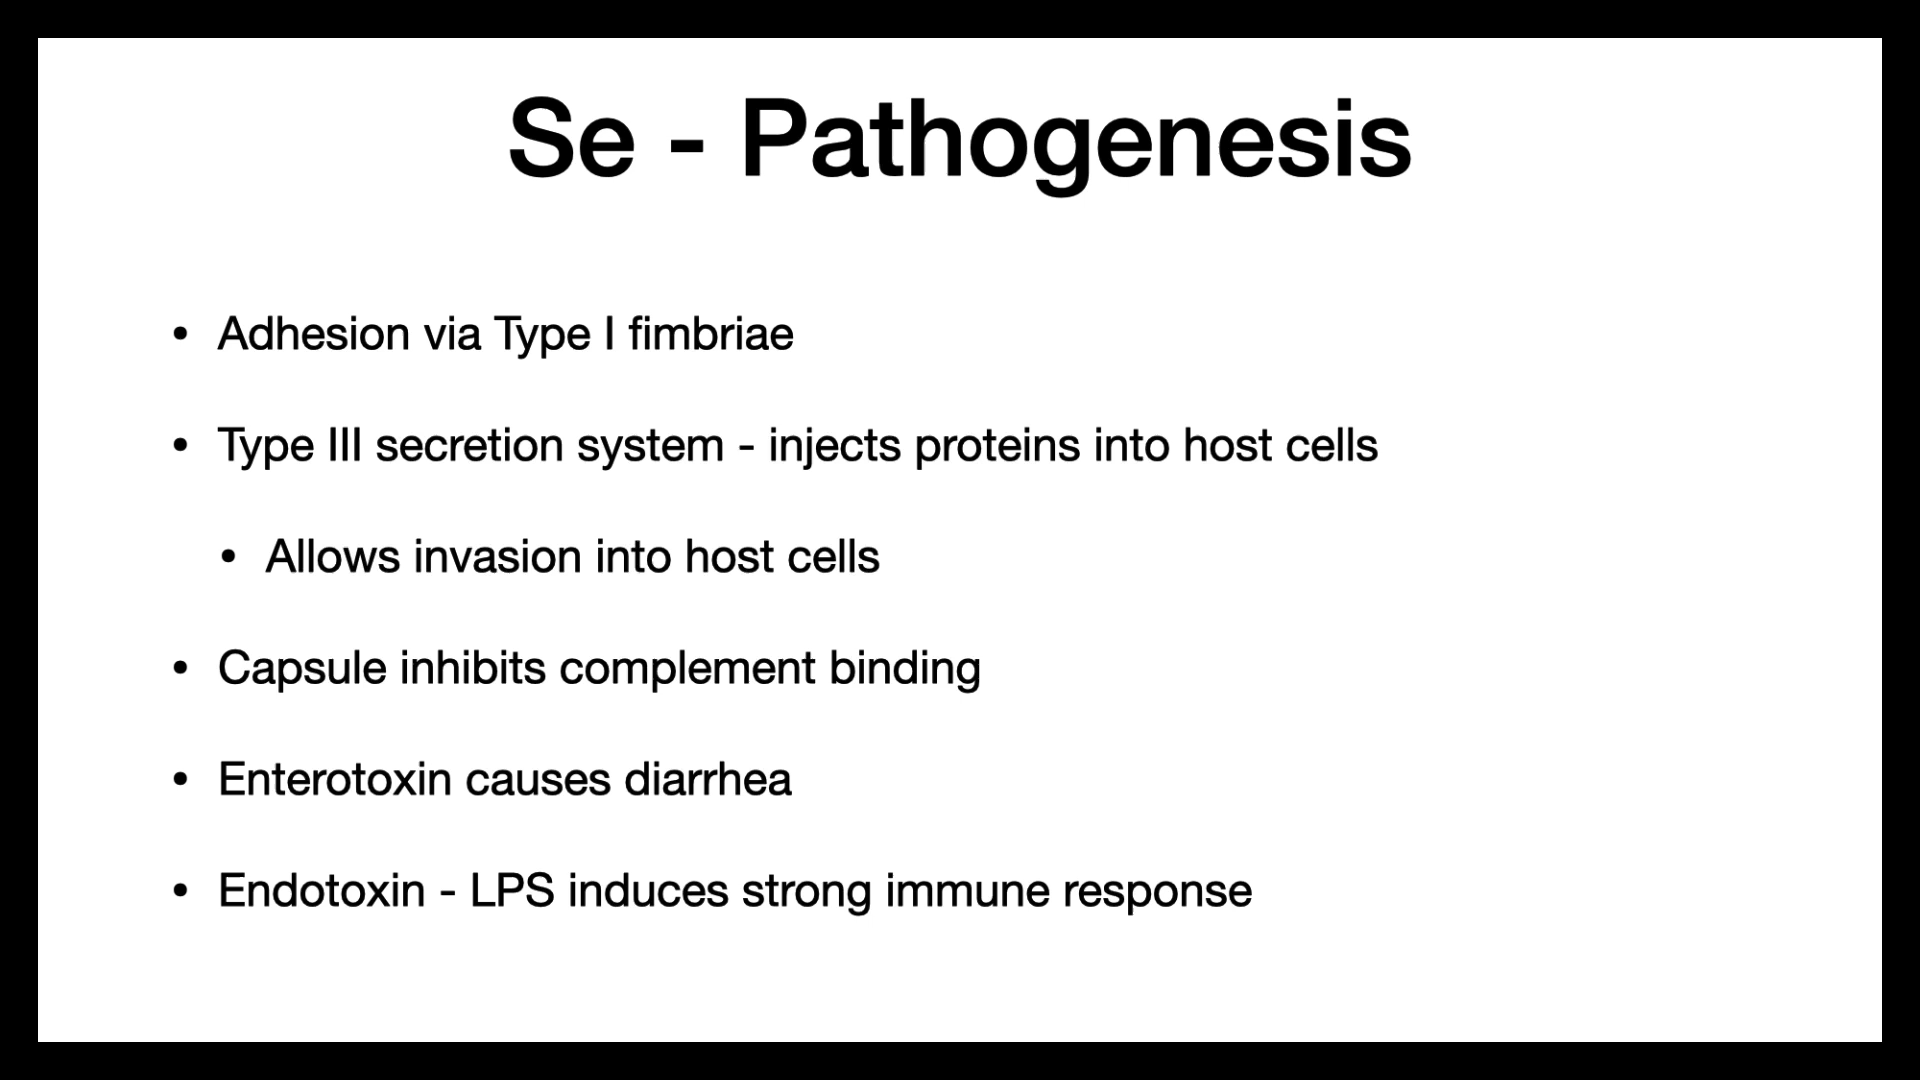 Se - Pathogenesis
• Adhesion via Type I fimbriae
• Type III secretion system - injects proteins into host cells
• Allows invasion into host cells
• Capsule inhibits complement binding
• Enterotoxin causes diarrhea
• Endotoxin - LPS induces strong immune response